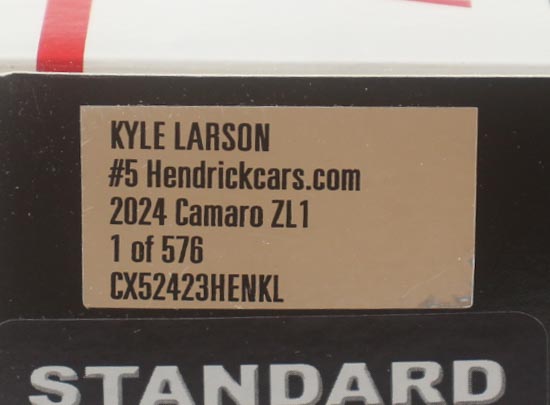 KYLE LARSON
#5 Hendrickcars.com
2024 Camaro ZL1
1 of 576
CX52423HENKL
STANDARD